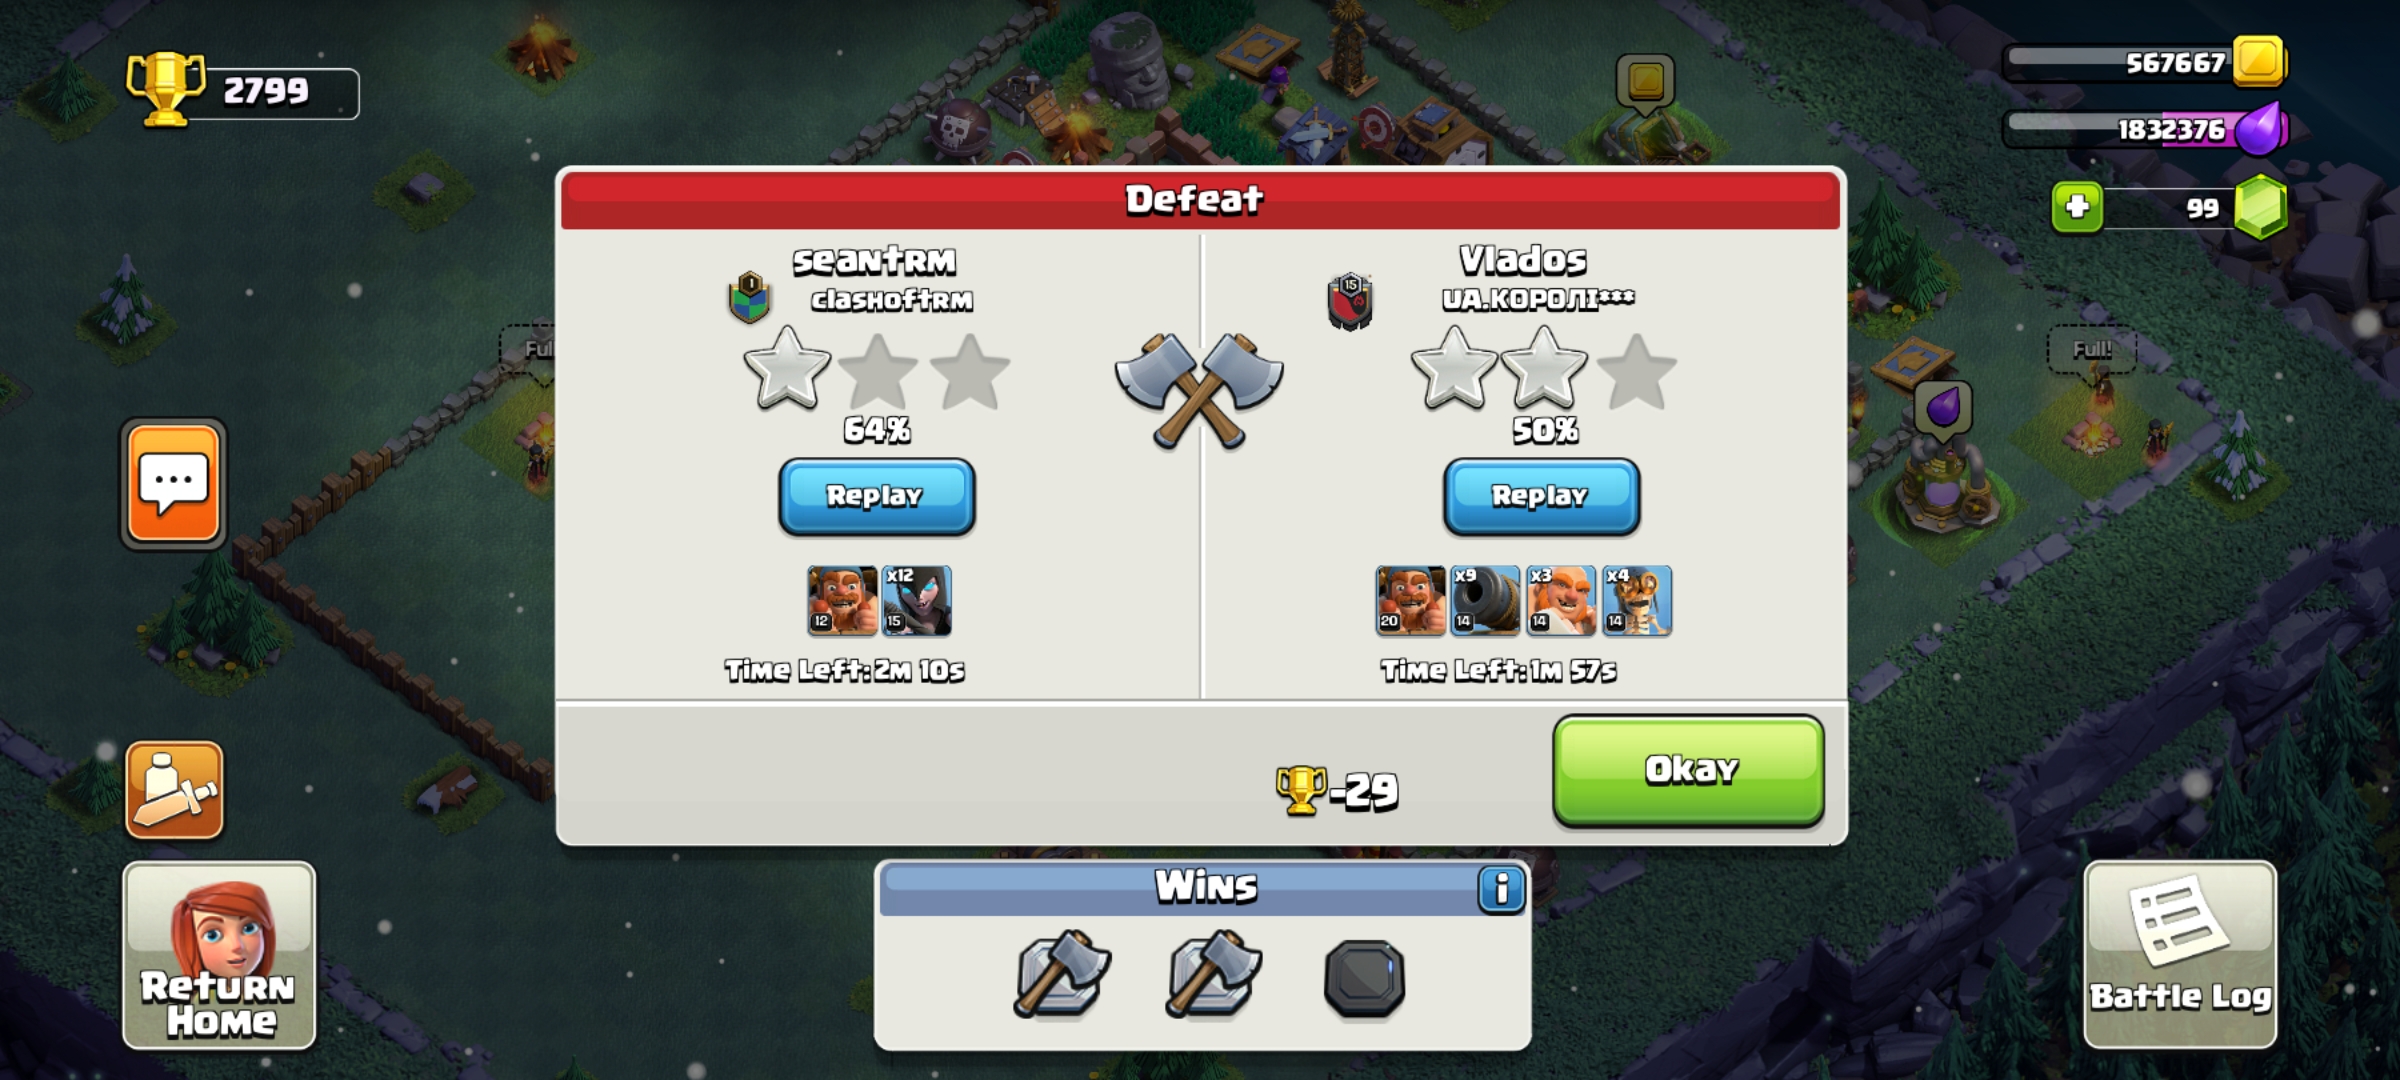 2799
567667
1832376
99
Defeat
seantrm
clashoftrm
1
64%
Replay
12
x12
15
Time Left:2m 10s
Vlados
UA.КОРОЛІ***
15
50%
Replay
20
x9
14
x3
14
x4
14
Time Left:1m 57s
-29
Okay
Full!
Wins
i
Return
Home
Battle Log